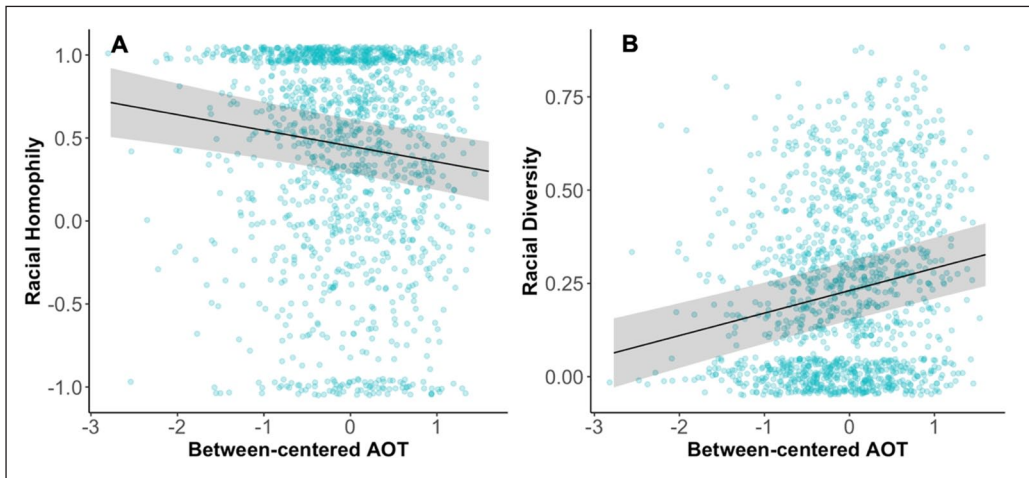 A
Racial Homophily
1.0
0.5
0.0
-0.5
-1.0
-3 -2 -1 0 1
Between-centered AOT
B
Racial Diversity
0.75
0.50
0.25
0.00
-3 -2 -1 0 1
Between-centered AOT